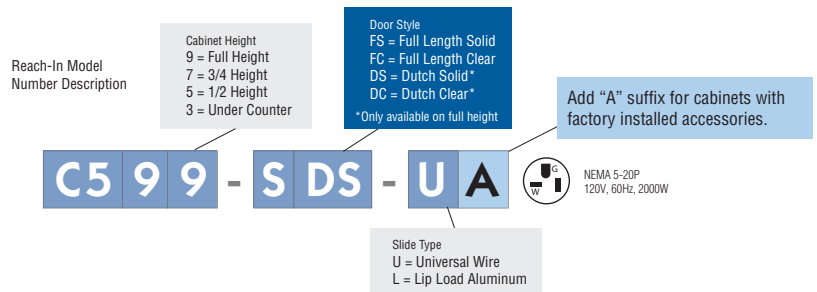 Reach-In Model
Number Description
Cabinet Height
9 = Full Height
7 = 3/4 Height
5 = 1/2 Height
3 = Under Counter
Door Style
FS = Full Length Solid
FC = Full Length Clear
DS = Dutch Solid*
DC = Dutch Clear*
*Only available on full height
Add “A” suffix for cabinets with
factory installed accessories.
C5 9 9 - S DS - U A
G
W
NEMA 5-20P
120V, 60Hz, 2000W
Slide Type
U = Universal Wire
L = Lip Load Aluminum